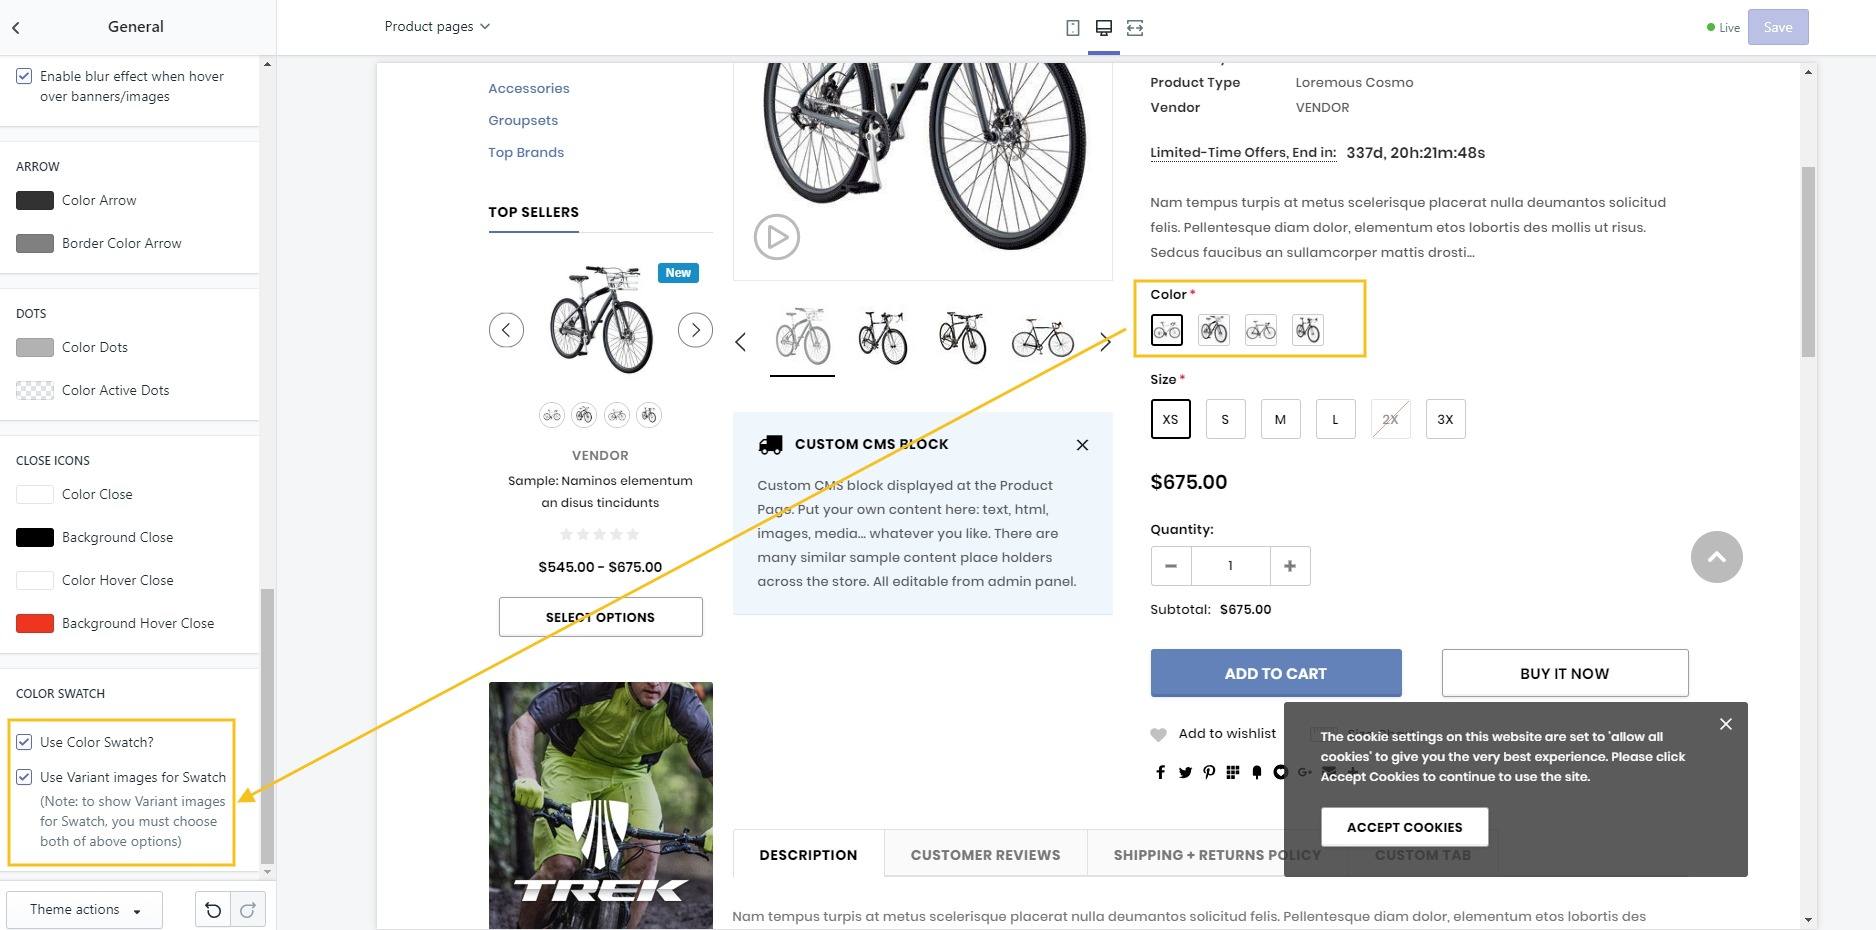 General
Product pages
Live
Save
Enable blur effect when hover
over banners/images
ARROW
Color Arrow
Border Color Arrow
DOTS
Color Dots
Color Active Dots
CLOSE ICONS
Color Close
Background Close
Color Hover Close
Background Hover Close
COLOR SWATCH
Use Color Swatch?
Use Variant images for Swatch
(Note: to show Variant images
for Swatch, you must choose
both of above options)
Theme actions
Accessories
Groupsets
Top Brands
TOP SELLERS
New
VENDOR
Sample: Naminos elementum
an disus tincidunts
$545.00 - $675.00
SELECT OPTIONS
TREK
CUSTOM CMS BLOCK
Custom CMS block displayed at the Product
Page. Put your own content here: text, html,
images, media... whatever you like. There are
many similar sample content place holders
across the store. All editable from admin panel.
Product Type Loremous Cosmo
Vendor VENDOR
Limited-Time Offers, End in: 337d, 20h:21m:48s
Nam tempus turpis at metus scelerisque placerat nulla deumantos solicitud
felis. Pellentesque diam dolor, elementum etos lobortis des mollis ut risus.
Sedcus faucibus an sullamcorper mattis drosti...
Color *
Size *
XS S M L 2X 3X
$675.00
Quantity:
1
Subtotal: $675.00
ADD TO CART
BUY IT NOW
Add to wishlist
The cookie settings on this website are set to 'allow all
cookies' to give you the very best experience. Please click
Accept Cookies to continue to use the site.
ACCEPT COOKIES
DESCRIPTION
CUSTOMER REVIEWS
SHIPPING + RETURNS POLICY
CUSTOM TAB
Nam tempus turpis at metus scelerisque placerat nulla deumantos solicitud felis. Pellentesque diam dolor, elementum etos lobortis des